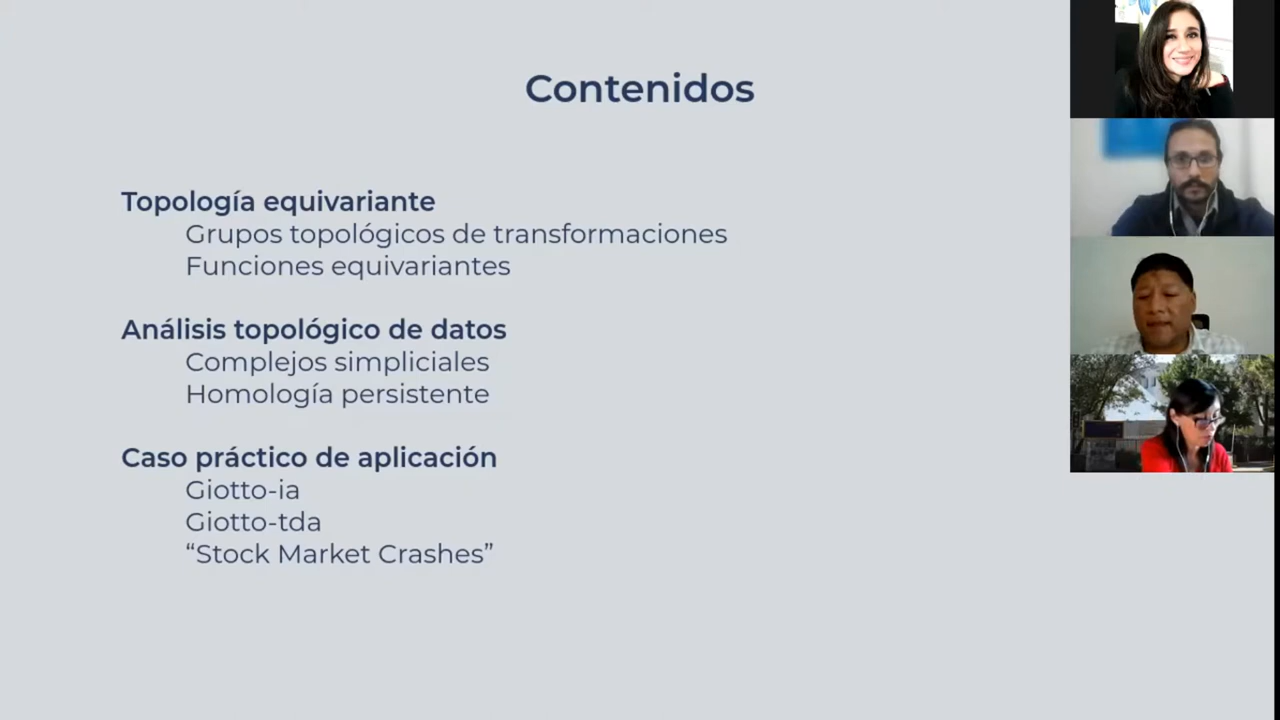 Contenidos
Topología equivariante
Grupos topológicos de transformaciones
Funciones equivariantes
Análisis topológico de datos
Complejos simpliciales
Homología persistente
Caso práctico de aplicación
Giotto-ia
Giotto-tda
“Stock Market Crashes”